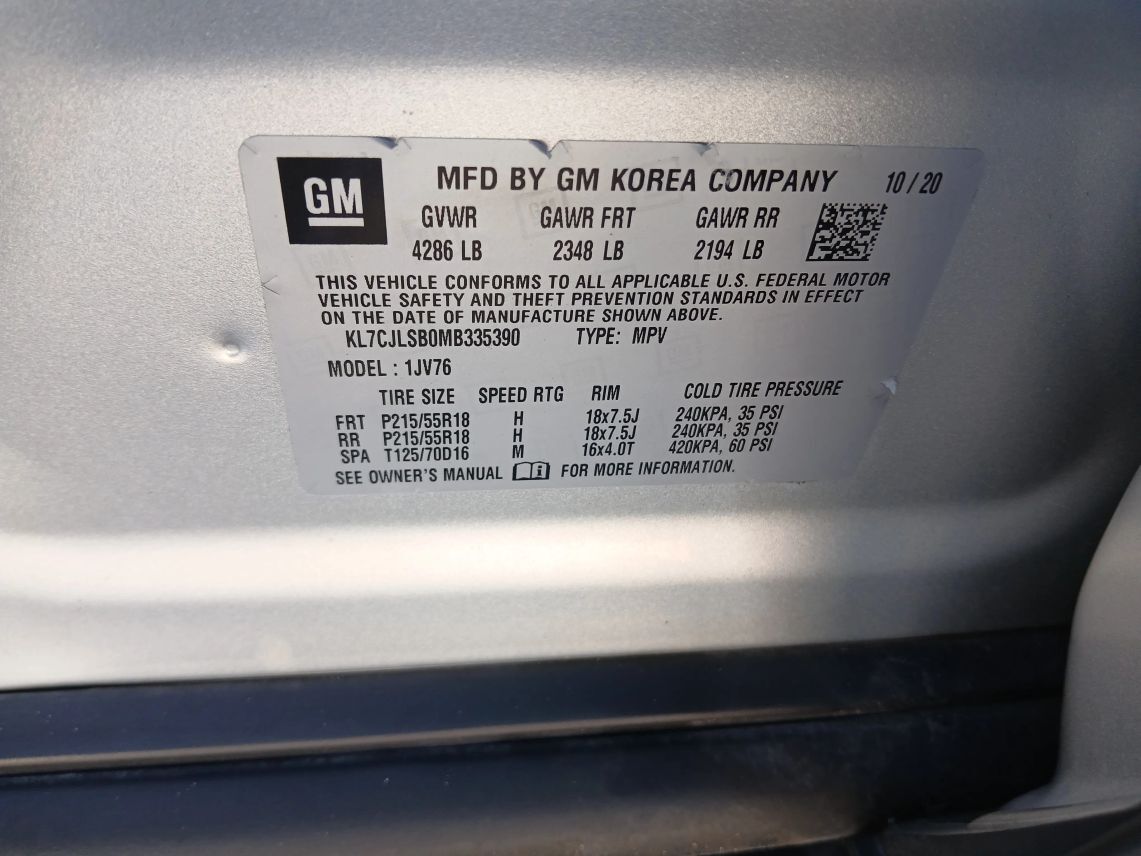 GM
MFD BY GM KOREA COMPANY 10 / 20
GVWR GAWR FRT GAWR RR
4286 LB 2348 LB 2194 LB
THIS VEHICLE CONFORMS TO ALL APPLICABLE U.S. FEDERAL MOTOR
VEHICLE SAFETY AND THEFT PREVENTION STANDARDS IN EFFECT
ON THE DATE OF MANUFACTURE SHOWN ABOVE.
KL7CJLSB0MB335390 TYPE: MPV
MODEL : 1JV76
TIRE SIZE SPEED RTG RIM COLD TIRE PRESSURE
FRT P215/55R18 H 18x7.5J 240KPA, 35 PSI
RR P215/55R18 H 18x7.5J 240KPA, 35 PSI
SPA T125/70D16 M 16x4.0T 420KPA, 60 PSI
SEE OWNER'S MANUAL FOR MORE INFORMATION.